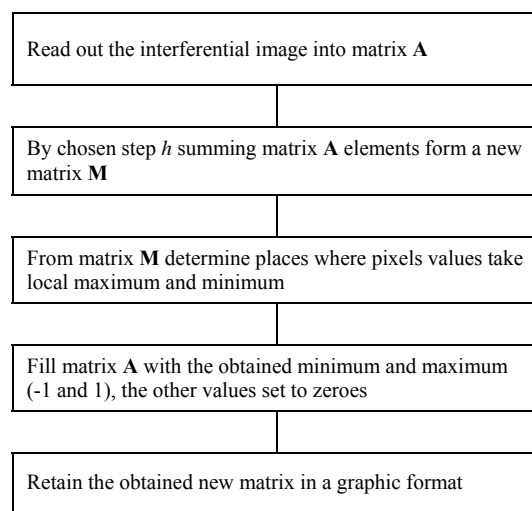 Read out the interferential image into matrix A
By chosen step h summing matrix A elements form a new
matrix M
From matrix M determine places where pixels values take
local maximum and minimum
Fill matrix A with the obtained minimum and maximum
(-1 and 1), the other values set to zeroes
Retain the obtained new matrix in a graphic format